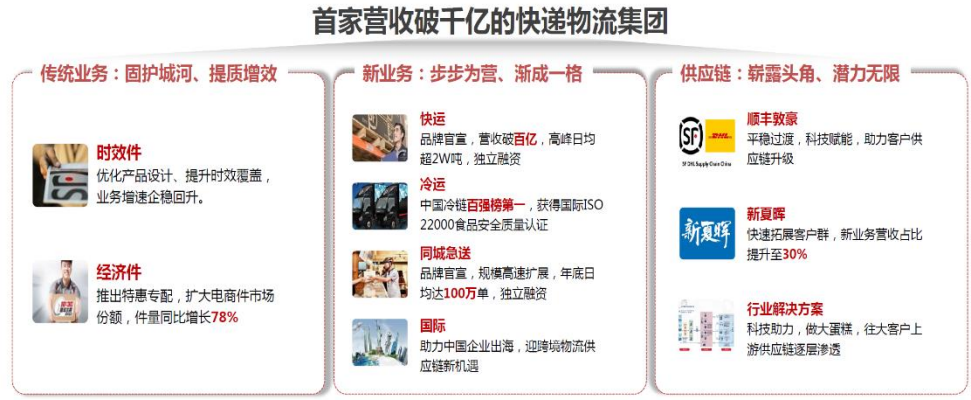 首家营收破千亿的快递物流集团
传统业务：固护城河、提质增效
时效件
优化产品设计、提升时效覆盖，
业务增速企稳回升。
经济件
推出特惠专配，扩大电商件市场
份额，件量同比增长78%
新业务：步步为营、渐成一格
快运
品牌官宣，营收破百亿，高峰日均
超2W吨，独立融资
冷运
中国冷链百强榜第一，获得国际ISO
22000食品安全质量认证
同城急送
品牌官宣，规模高速扩展，年底日
均达100万单，独立融资
国际
助力中国企业出海，迎跨境物流供
应链新机遇
供应链：崭露头角、潜力无限
SF
DHL
SF DHL Supply Chain China
顺丰敦豪
平稳过渡，科技赋能，助力客户供
应链升级
新夏晖
新夏晖
快速拓展客户群，新业务营收占比
提升至30%
行业解决方案
科技助力，做大蛋糕，往大客户上
游供应链逐层渗透